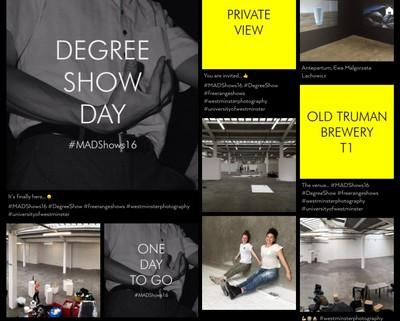 DEGREE
SHOW
DAY
#MADShows16
It's finally here...
#MADShows16 #DegreeShow #freerangeshows #westminsterphotography
#universityofwestminster
ONE
DAY
TO GO
#MADShows16
PRIVATE
VIEW
You are invited...
#MADShows16 #DegreeShow
#freerangeshows
#westminsterphotography
#universityofwestminster
Antepartum; Ewa Malgorzata
Lachowicz
OLD TRUMAN
BREWERY
T1
The venue... #MADShows16
#DegreeShow #freerangeshows
#westminsterphotography
#universityofwestminster
#westminsterphotography